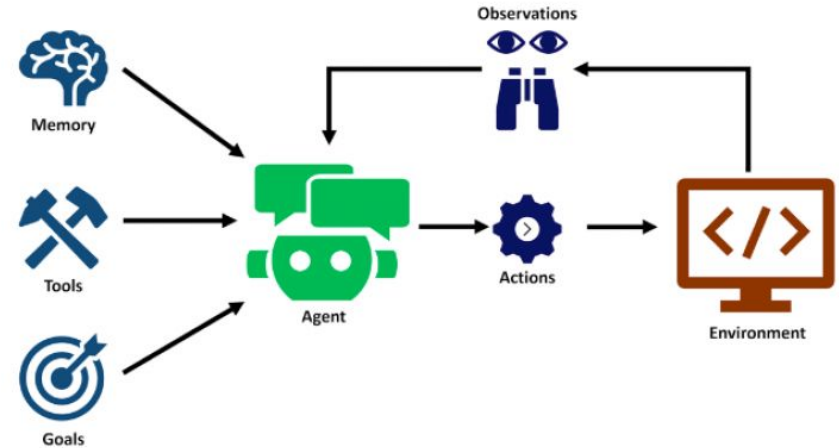 Observations
Memory
Tools
Agent
Actions
</>
Environment
Goals